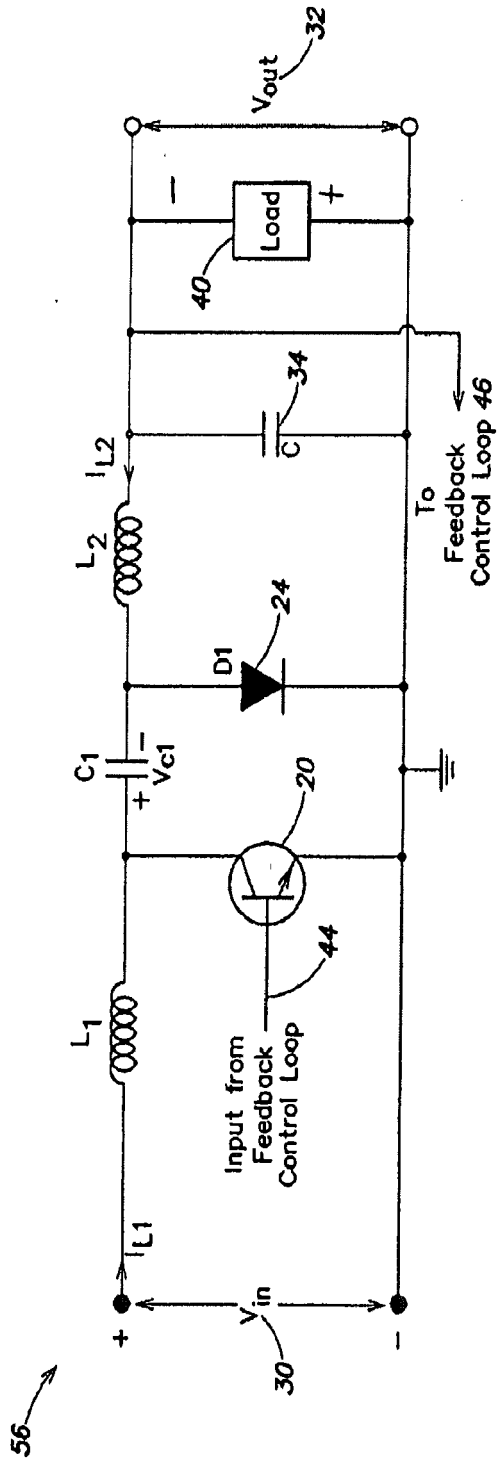 56
+
IL1
Vin
30
-
L1
Input from
Feedback
Control Loop
44
20
C1
+
-
Vc1
D1
24
L2
IL2
C
34
To
Feedback
Control Loop 46
40
-
Load
+
Vout
32